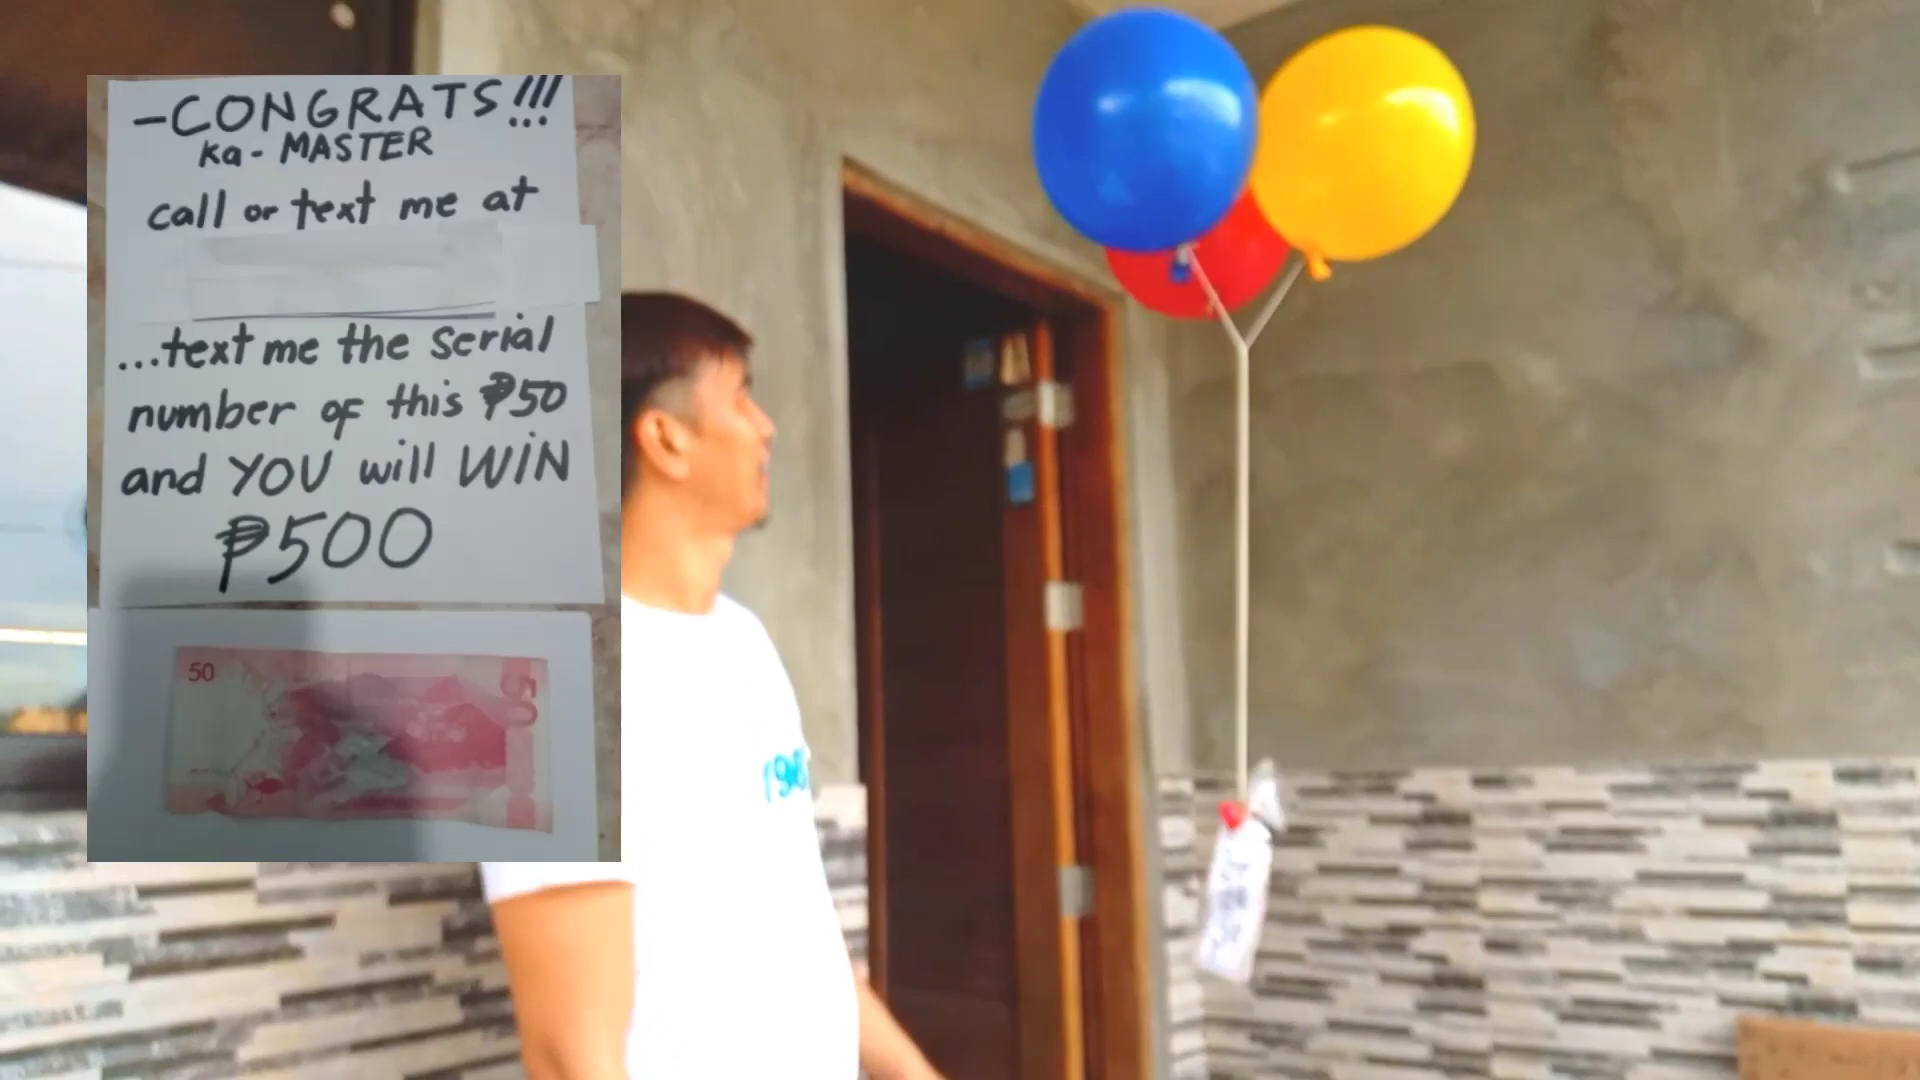 -CONGRATS!!!
Ka-MASTER
call or text me at
...text me the serial
number of this ₱50
and YOU will WIN
₱500
50
50